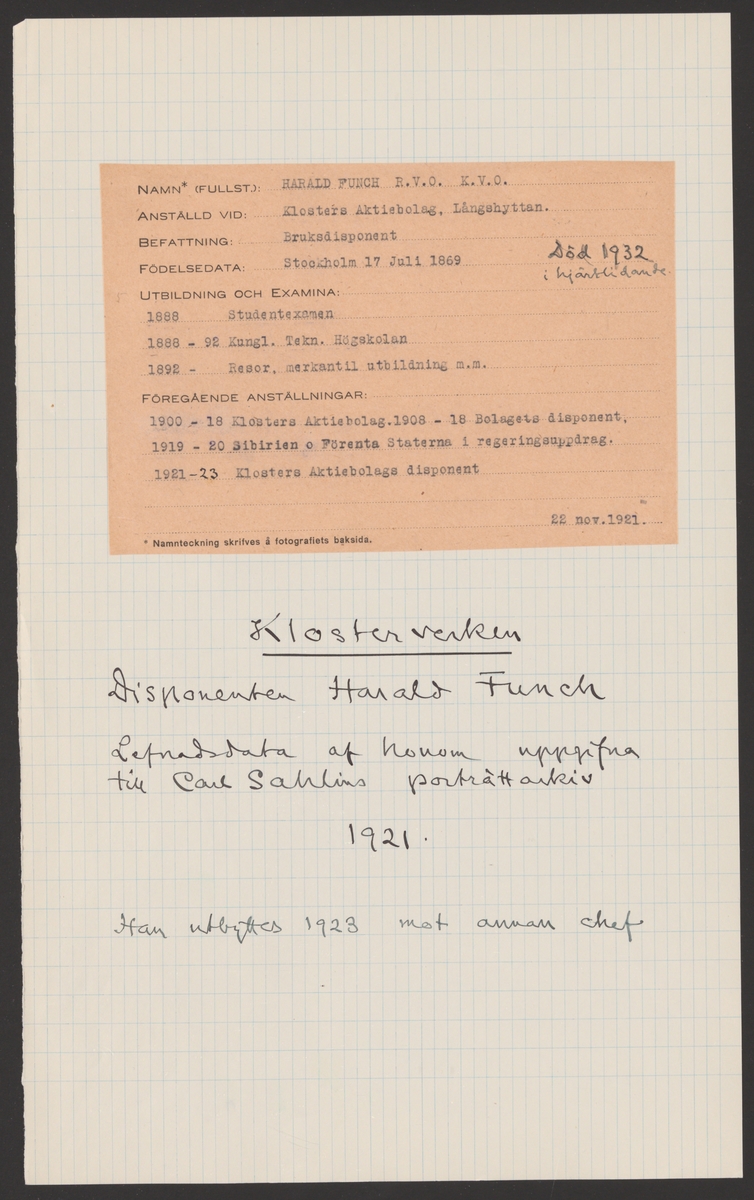 NAMN* (FULLST.): HARALD FUNCH R.V.O. K.V.O.
ANSTÄLLD VID: Klosters Aktiebolag, Långshyttan.
BEFATTNING: Bruksdisponent
FÖDELSEDATA: Stockholm 17 Juli 1869
Död 1932
i hjärtlidande.
UTBILDNING OCH EXAMINA:
1888 Studentexamen
1888 - 92 Kungl. Tekn. Högskolan
1892 - Resor, merkantil utbildning m.m.
FÖREGÅENDE ANSTÄLLNINGAR:
1900 - 18 Klosters Aktiebolag.1908 - 18 Bolagets disponent,
1919 - 20 Sibirien o Förenta Staterna i regeringsuppdrag.
1921-23 Klosters Aktiebolags disponent
22 nov.1921.
* Namnteckning skrifves å fotografiets baksida.
Klosterverken
Disponenten Harald Funch
Lefnadsdata af honom uppgifna
till Carl Sahlins porträttarkiv
1921.
Han utbyttes 1923 mot annan chef